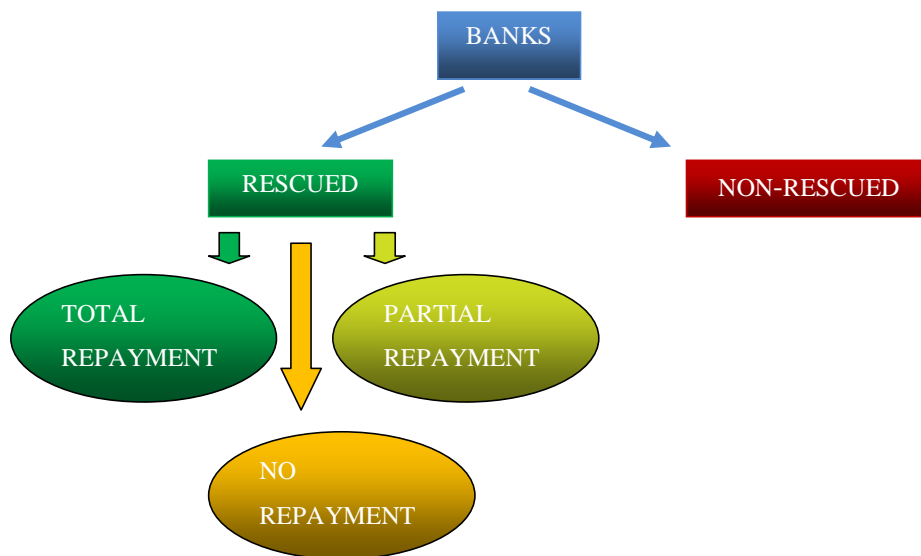 BANKS
RESCUED
NON-RESCUED
TOTAL
REPAYMENT
PARTIAL
REPAYMENT
NO
REPAYMENT